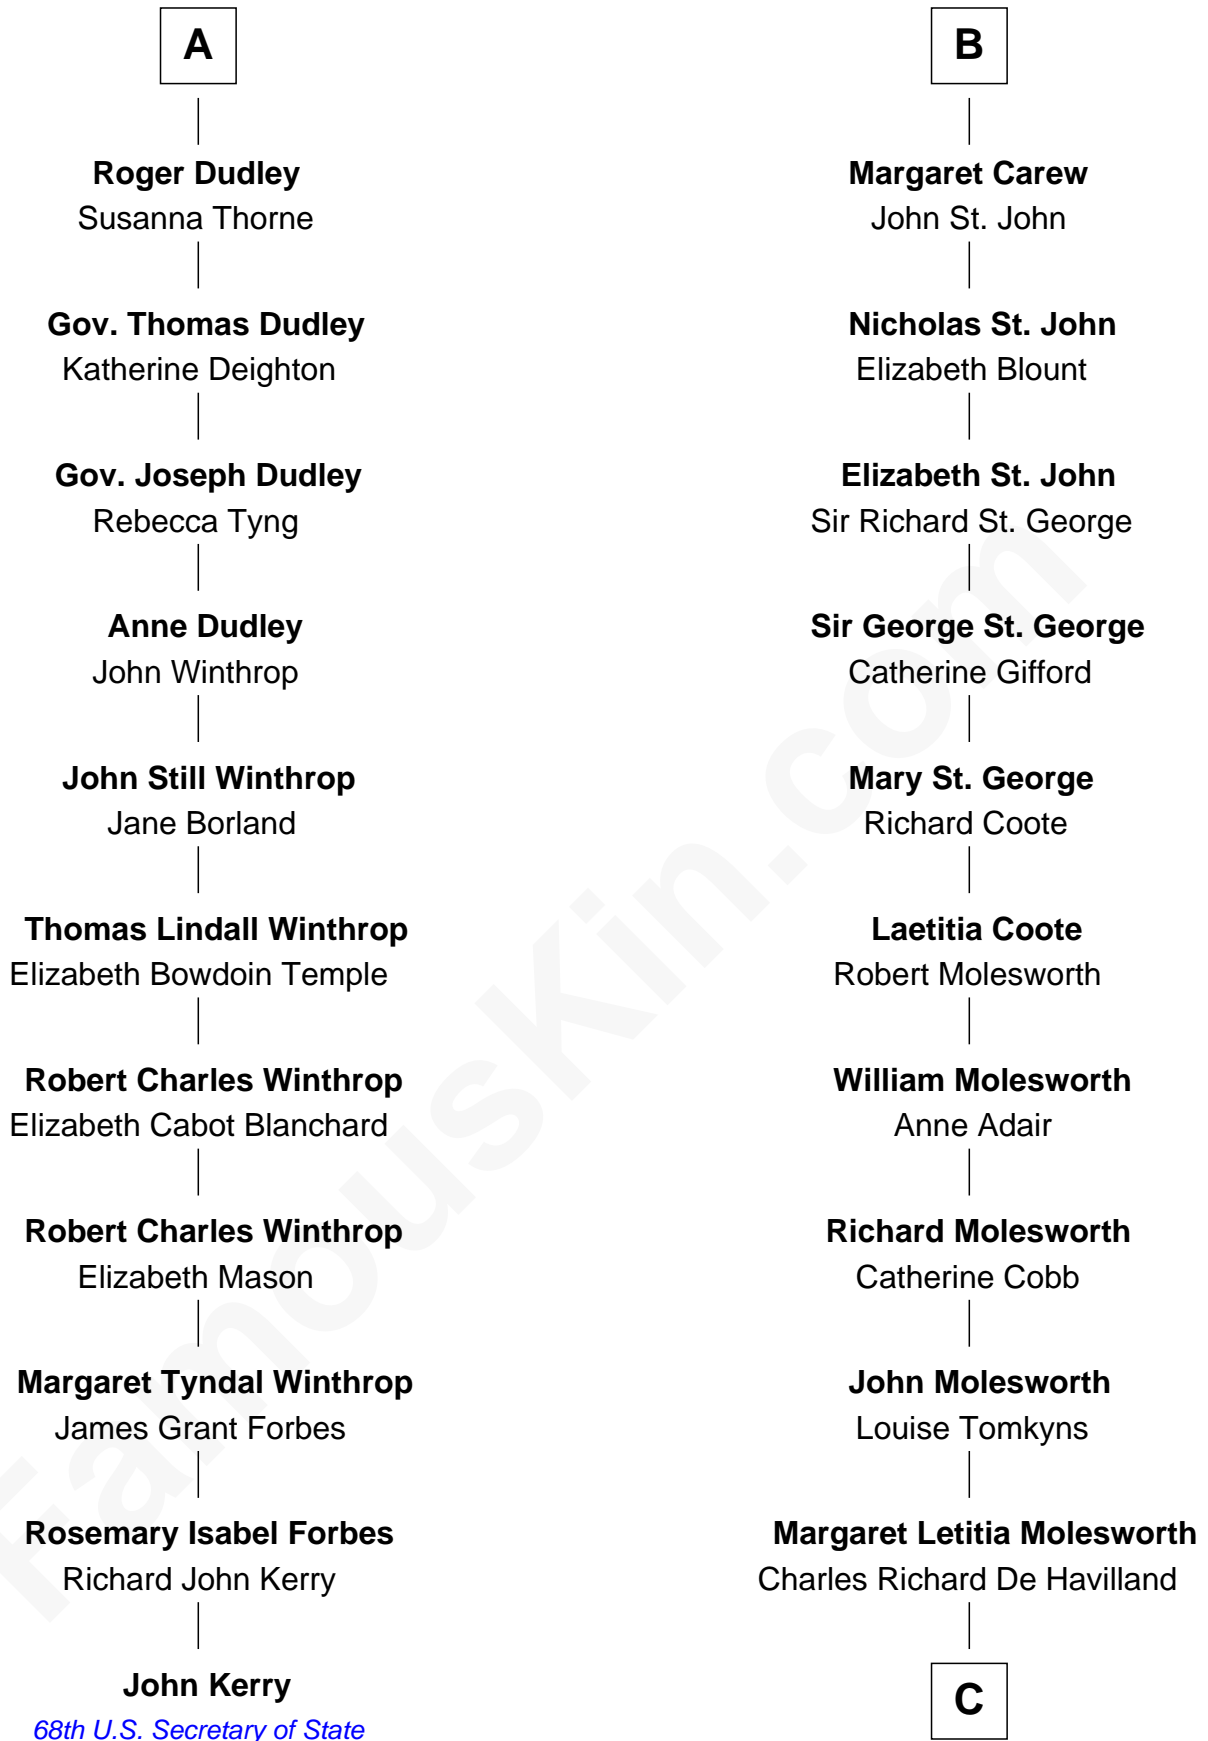 A
Roger Dudley
Susanna Thorne
Gov. Thomas Dudley
Katherine Deighton
Gov. Joseph Dudley
Rebecca Tyng
Anne Dudley
John Winthrop
John Still Winthrop
Jane Borland
Thomas Lindall Winthrop
Elizabeth Bowdoin Temple
Robert Charles Winthrop
Elizabeth Cabot Blanchard
Robert Charles Winthrop
Elizabeth Mason
Margaret Tyndal Winthrop
James Grant Forbes
Rosemary Isabel Forbes
Richard John Kerry
John Kerry
68th U.S. Secretary of State
B
Margaret Carew
John St. John
Nicholas St. John
Elizabeth Blount
Elizabeth St. John
Sir Richard St. George
Sir George St. George
Catherine Gifford
Mary St. George
Richard Coote
Laetitia Coote
Robert Molesworth
William Molesworth
Anne Adair
Richard Molesworth
Catherine Cobb
John Molesworth
Louise Tomkyns
Margaret Letitia Molesworth
Charles Richard De Havilland
C
FamousKin.com